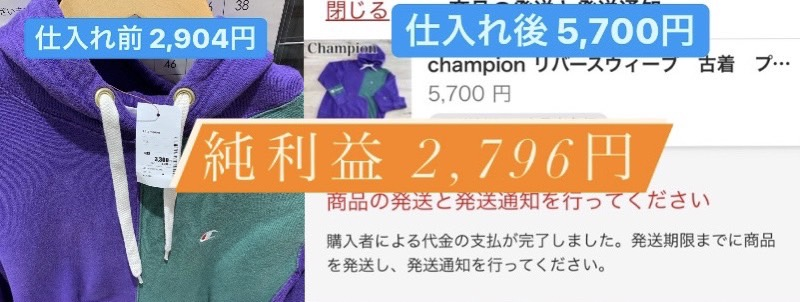 38
仕入れ前 2,904円
46
3,300
閉じる
仕入れ後 5,700円
Champion
champion リバースウィーブ 古着 プ…
5,700 円
純利益 2,796円
商品の発送と発送通知を行ってください
購入者による代金の支払が完了しました。発送期限までに商品
を発送し、発送通知を行ってください。